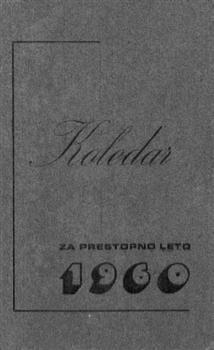 Koledar
ZA PRESTOPNO LETO
1960